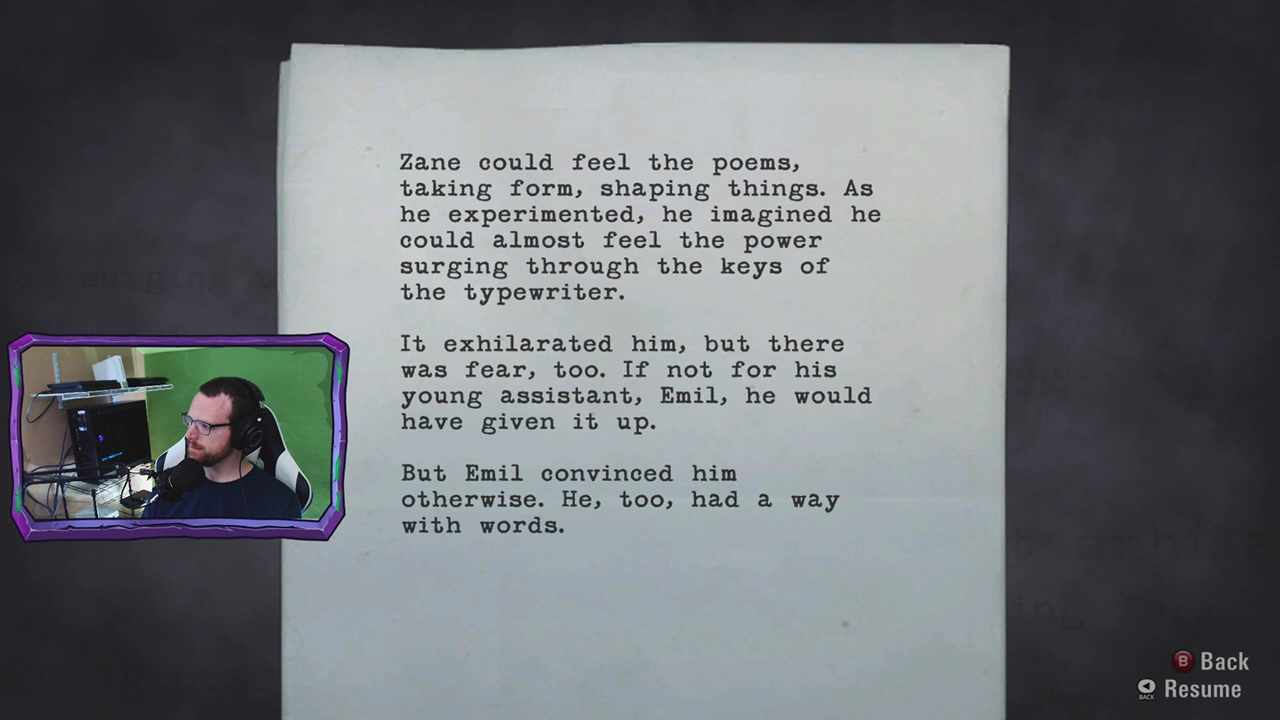 Zane could feel the poems,
taking form, shaping things. As
he experimented, he imagined he
could almost feel the power
surging through the keys of
the typewriter.
It exhilarated him, but there
was fear, too. If not for his
young assistant, Emil, he would
have given it up.
But Emil convinced him
otherwise. He, too, had a way
with words.
B Back
BACK Resume